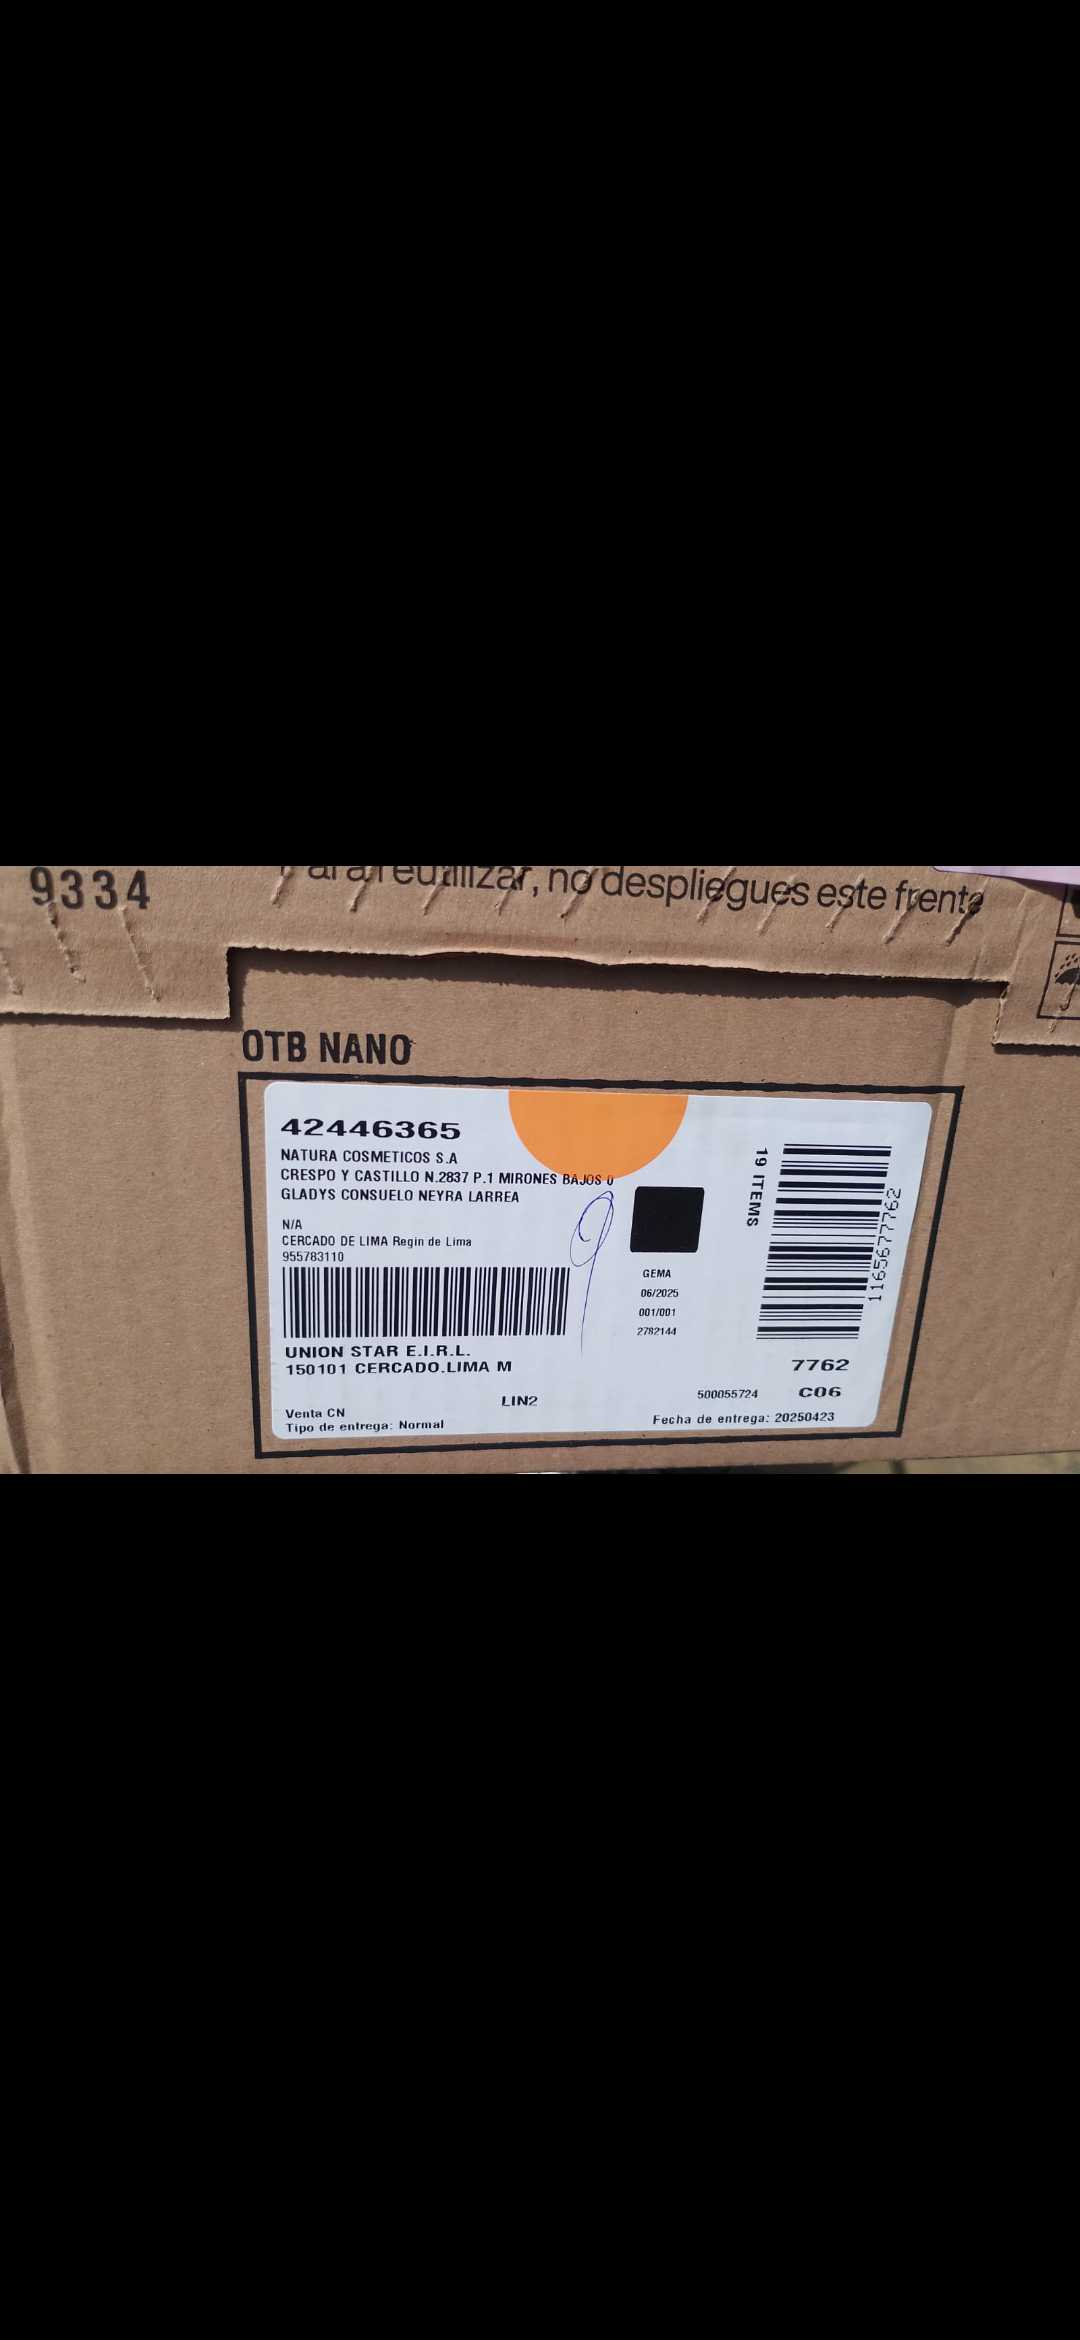 9334
Para reutilizar, no despliegues este frente
OTB NANO
42446365
NATURA COSMETICOS S.A
CRESPO Y CASTILLO N.2837 P.1 MIRONES BAJOS 0
GLADYS CONSUELO NEYRA LARREA
N/A
CERCADO DE LIMA Regin de Lima
955783110
UNION STAR E.I.R.L.
150101 CERCADO.LIMA M
LIN2
Venta CN
Tipo de entrega: Normal
GEMA
06/2025
001/001
2782144
19 ITEMS
1165677762
7762
500055724 C06
Fecha de entrega: 20250423